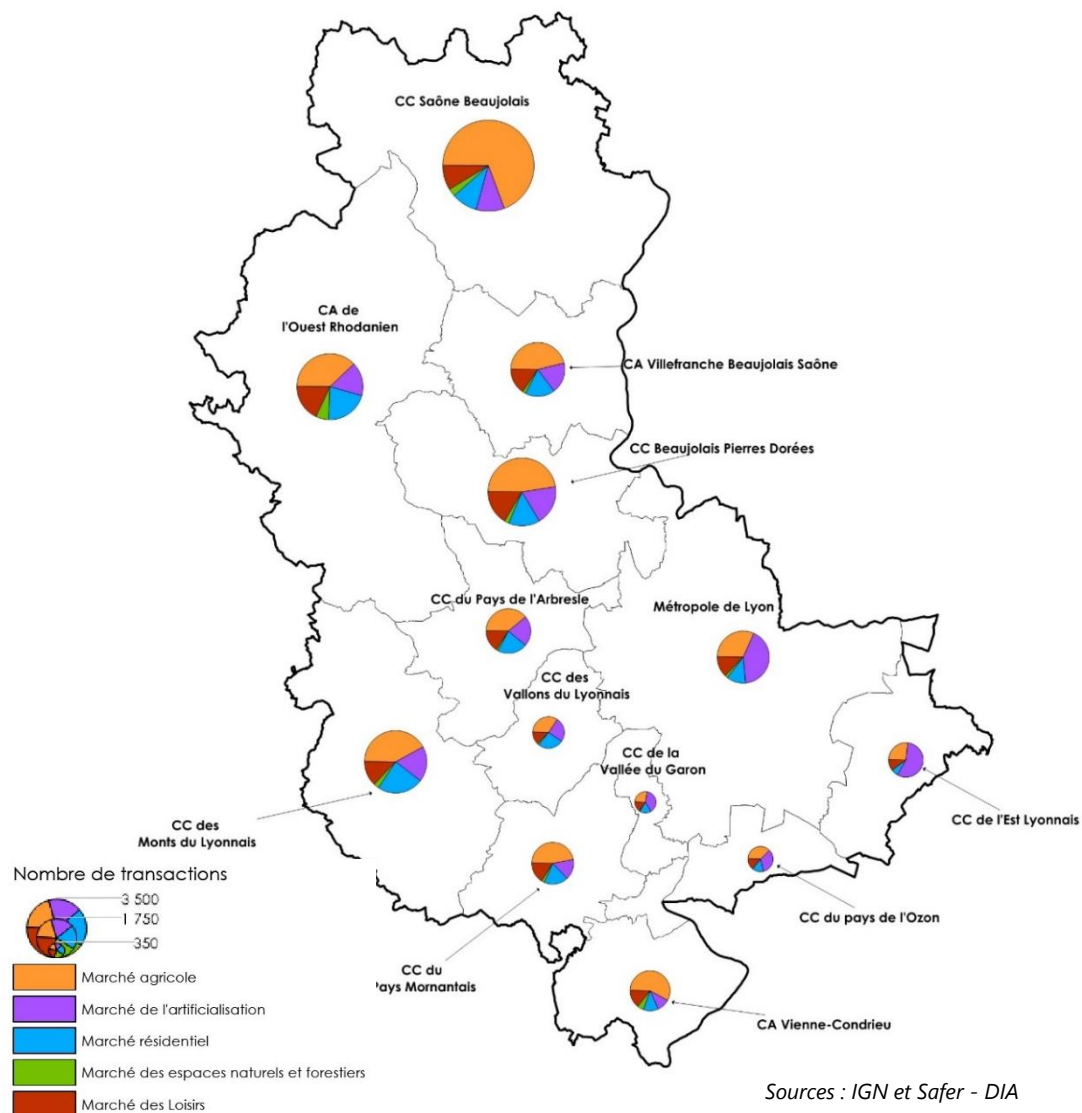 CC Saône Beaujolais
CA de
l'Ouest Rhodanien
CA Villefranche Beaujolais Saône
CC Beaujolais Pierres Dorées
CC du Pays de l'Arbresle
Métropole de Lyon
CC des
Vallons du Lyonnais
CC de la
Vallée du Garon
CC de l'Est Lyonnais
CC des
Monts du Lyonnais
CC du pays de l'Ozon
CC du
Pays Mornantais
CA Vienne-Condrieu
Nombre de transactions
3 500
1 750
350
Marché agricole
Marché de l'artificialisation
Marché résidentiel
Marché des espaces naturels et forestiers
Marché des Loisirs
Sources : IGN et Safer - DIA